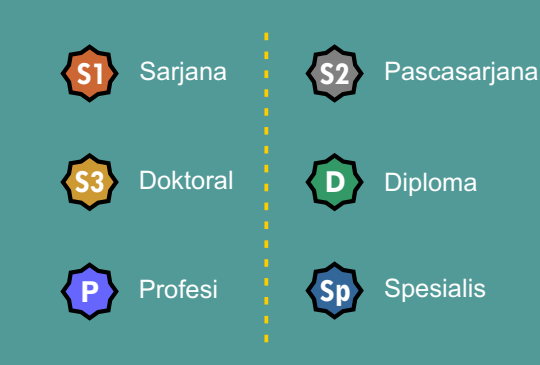 S1 Sarjana
S2 Pascasarjana
S3 Doktoral
D Diploma
P Profesi
Sp Spesialis